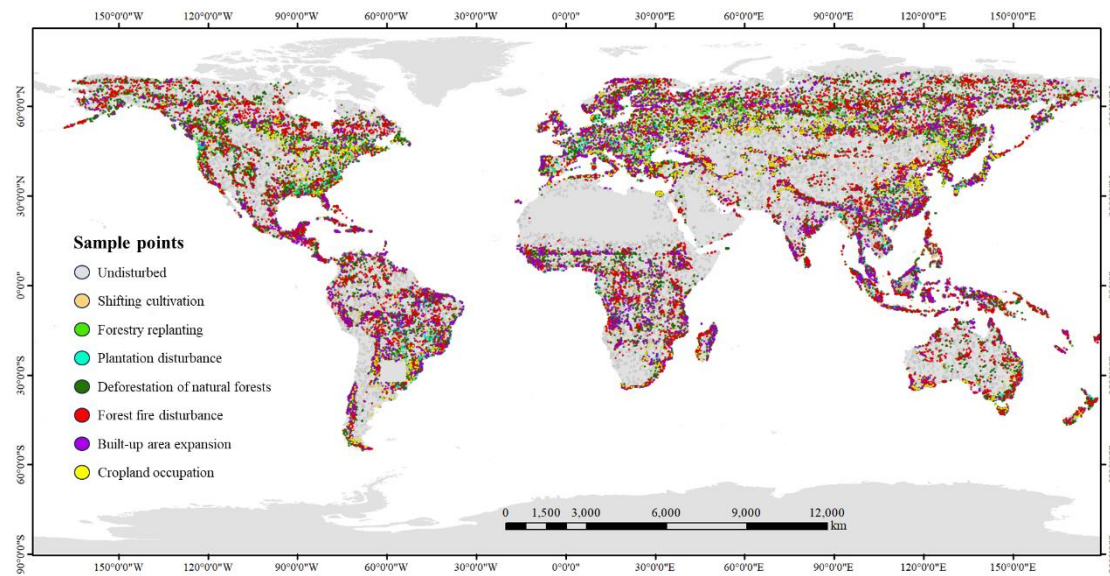 150°0'0"W 120°0'0"W 90°0'0"W 60°0'0"W 30°0'0"W 0°0'0"E 30°0'0"E 60°0'0"E 90°0'0"E 120°0'0"E 150°0'0"E
60°0'0"N
30°0'0"N
0°0'0"
30°0'0"S
60°0'0"S
90°0'0"S
Sample points
Undisturbed
Shifting cultivation
Forestry replanting
Plantation disturbance
Deforestation of natural forests
Forest fire disturbance
Built-up area expansion
Cropland occupation
0 1,500 3,000 6,000 9,000 12,000
km
150°0'0"W 120°0'0"W 90°0'0"W 60°0'0"W 30°0'0"W 0°0'0"E 30°0'0"E 60°0'0"E 90°0'0"E 120°0'0"E 150°0'0"E